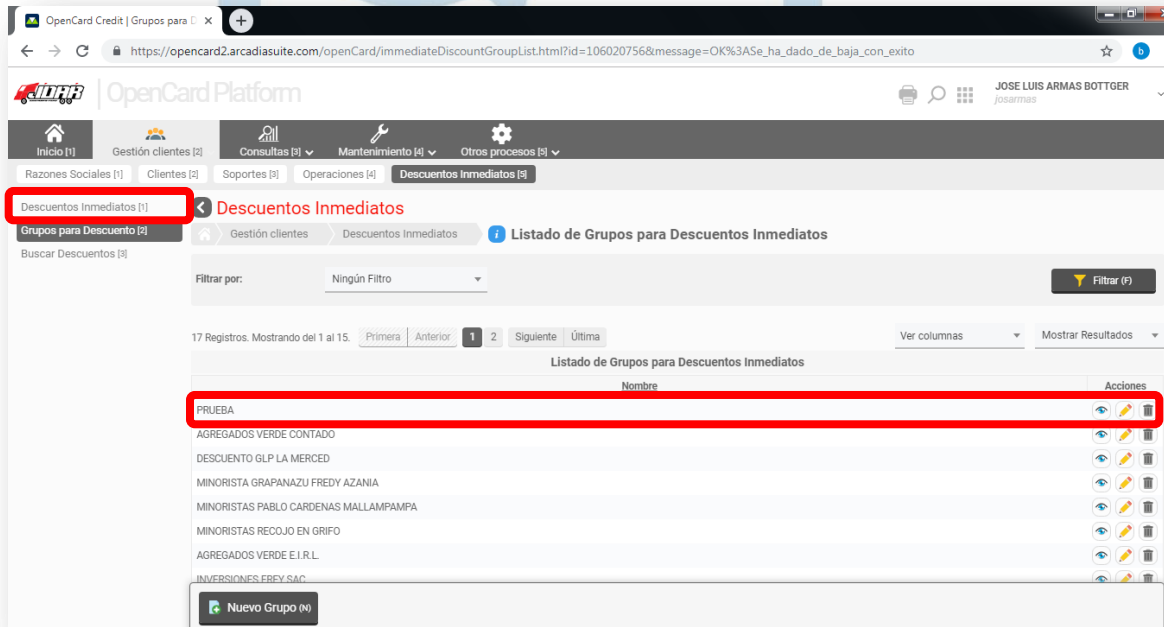 OpenCard Credit | Grupos para D
https://opencard2.arcadiasuite.com/openCard/immediateDiscountGroupList.html?id=106020756&message=OK%3ASe_ha_dado_de_baja_con_exito
b
JDAR OpenCard Platform
JOSE LUIS ARMAS BOTTGER
josarmas
Inicio [1] Gestión clientes [2] Consultas [3] Mantenimiento [4] Otros procesos [5]
Razones Sociales [1] Clientes [2] Soportes [3] Operaciones [4] Descuentos Inmediatos [5]
Descuentos Inmediatos [1]
Grupos para Descuento [2]
Buscar Descuentos [3]
Descuentos Inmediatos
Gestión clientes Descuentos Inmediatos i Listado de Grupos para Descuentos Inmediatos
Filtrar por: Ningún Filtro Filtrar (F)
17 Registros. Mostrando del 1 al 15. Primera Anterior 1 2 Siguiente Última Ver columnas Mostrar Resultados
Listado de Grupos para Descuentos Inmediatos
Nombre Acciones
PRUEBA
AGREGADOS VERDE CONTADO
DESCUENTO GLP LA MERCED
MINORISTA GRAPANAZU FREDY AZANIA
MINORISTAS PABLO CARDENAS MALLAMPAMPA
MINORISTAS RECOJO EN GRIFO
AGREGADOS VERDE E.I.R.L.
INVERSIONES FREY SAC
Nuevo Grupo (N)